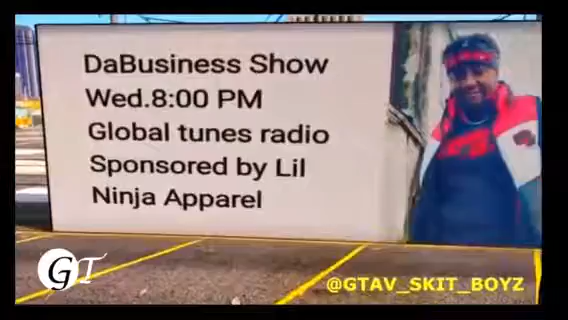 DaBusiness Show
Wed.8:00 PM
Global tunes radio
Sponsored by Lil
Ninja Apparel
GT
@GTAV_SKIT_BOYZ